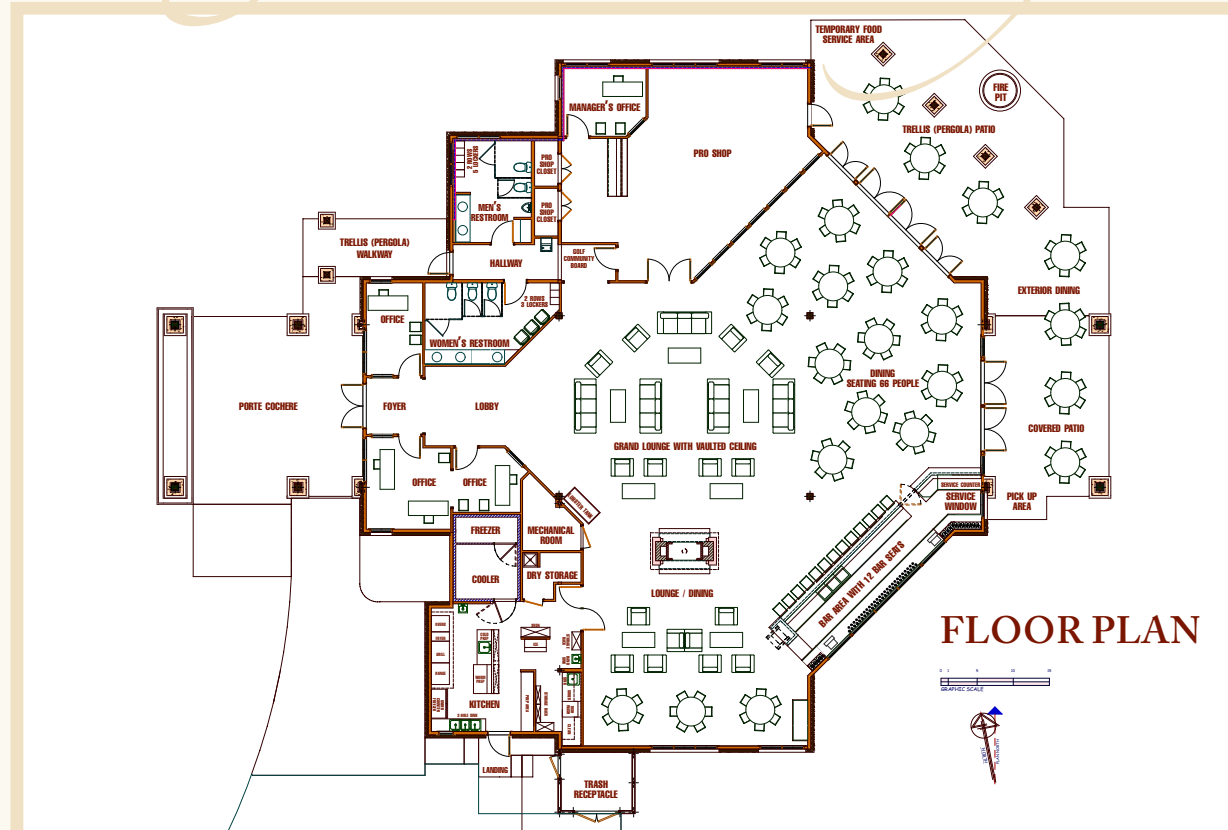 TEMPORARY FOOD
SERVICE AREA
FIRE
PIT
MANAGER'S OFFICE
TRELLIS (PERGOLA) PATIO
PRO SHOP
2 ROWS
5 LOCKERS
PRO
SHOP
CLOSET
PRO
SHOP
CLOSET
MEN'S
RESTROOM
TRELLIS (PERGOLA)
WALKWAY
HALLWAY
GOLF
COMMUNITY
BOARD
EXTERIOR DINING
2 ROWS
3 LOCKERS
OFFICE
WOMEN'S RESTROOM
DINING
SEATING 66 PEOPLE
PORTE COCHERE
FOYER
LOBBY
COVERED PATIO
GRAND LOUNGE WITH VAULTED CEILING
OFFICE
OFFICE
SERVICE COUNTER
SERVICE
WINDOW
PICK UP
AREA
FREEZER
MECHANICAL
ROOM
COOLER
DRY STORAGE
BAR AREA WITH 12 BAR SEATS
LOUNGE / DINING
FLOOR PLAN
GRAPHIC SCALE
KITCHEN
LANDING
TRASH
RECEPTACLE